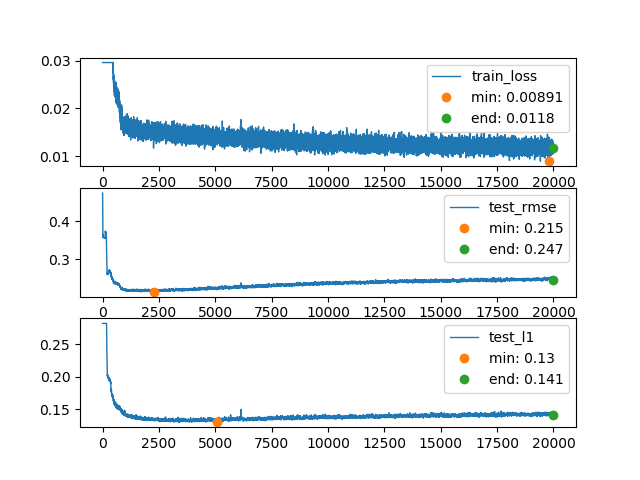 0.03
0.02
0.01
train_loss
min: 0.00891
end: 0.0118
0 2500 5000 7500 10000 12500 15000 17500 20000
0.4
0.3
test_rmse
min: 0.215
end: 0.247
0 2500 5000 7500 10000 12500 15000 17500 20000
0.25
0.20
0.15
test_l1
min: 0.13
end: 0.141
0 2500 5000 7500 10000 12500 15000 17500 20000